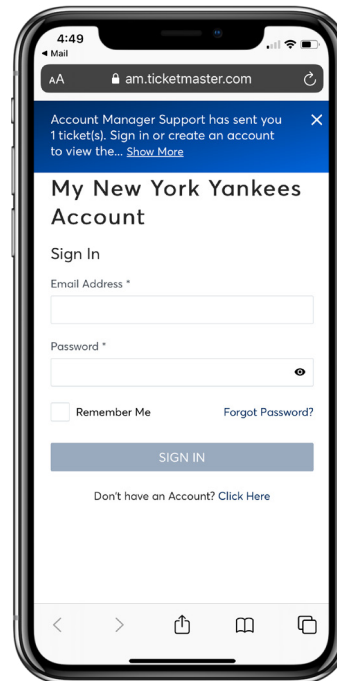 4:49
◀ Mail
AA am.ticketmaster.com
Account Manager Support has sent you
1 ticket(s). Sign in or create an account
to view the... Show More
My New York Yankees
Account
Sign In
Email Address *
Password *
Remember Me Forgot Password?
SIGN IN
Don't have an Account? Click Here